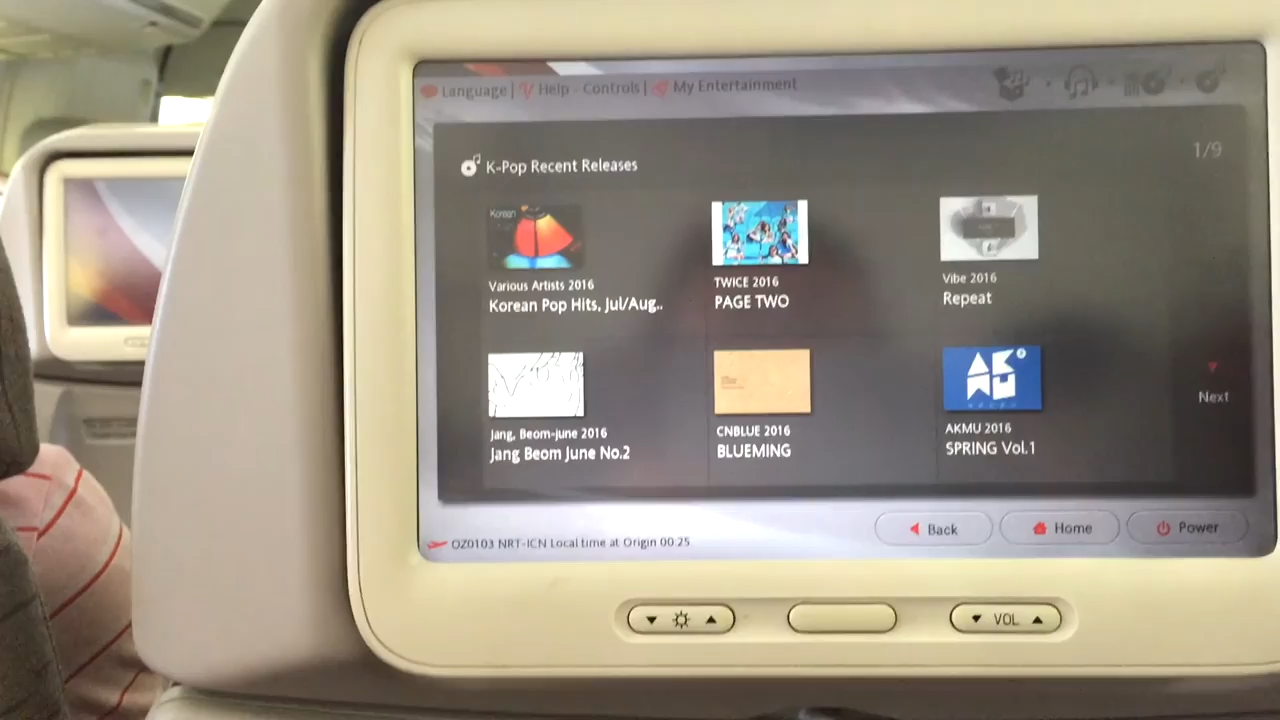 Language | Help - Controls | My Entertainment
K-Pop Recent Releases
1/9
Korean
Various Artists 2016
Korean Pop Hits, Jul/Aug..
TWICE 2016
PAGE TWO
Vibe 2016
Repeat
Jang, Beom-june 2016
Jang Beom June No.2
CNBLUE 2016
BLUEMING
AKMU
AKMU 2016
SPRING Vol.1
Next
Back
Home
Power
OZ0103 NRT-ICN Local time at Origin 00:25
VOL